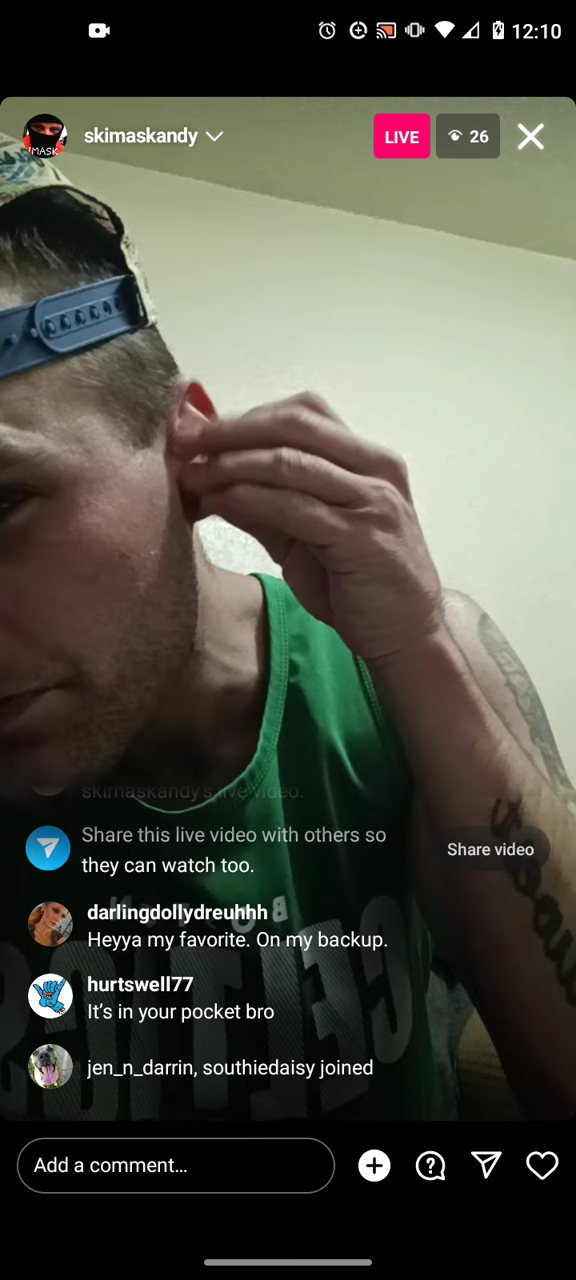 12:10
MASK
skimaskandy
LIVE
26
skimaskandy's live video.
Share this live video with others so
they can watch too.
Share video
darlingdollydreuhhh
Heyya my favorite. On my backup.
hurtswell77
It's in your pocket bro
CELTICS
jen_n_darrin, southiedaisy joined
Add a comment...